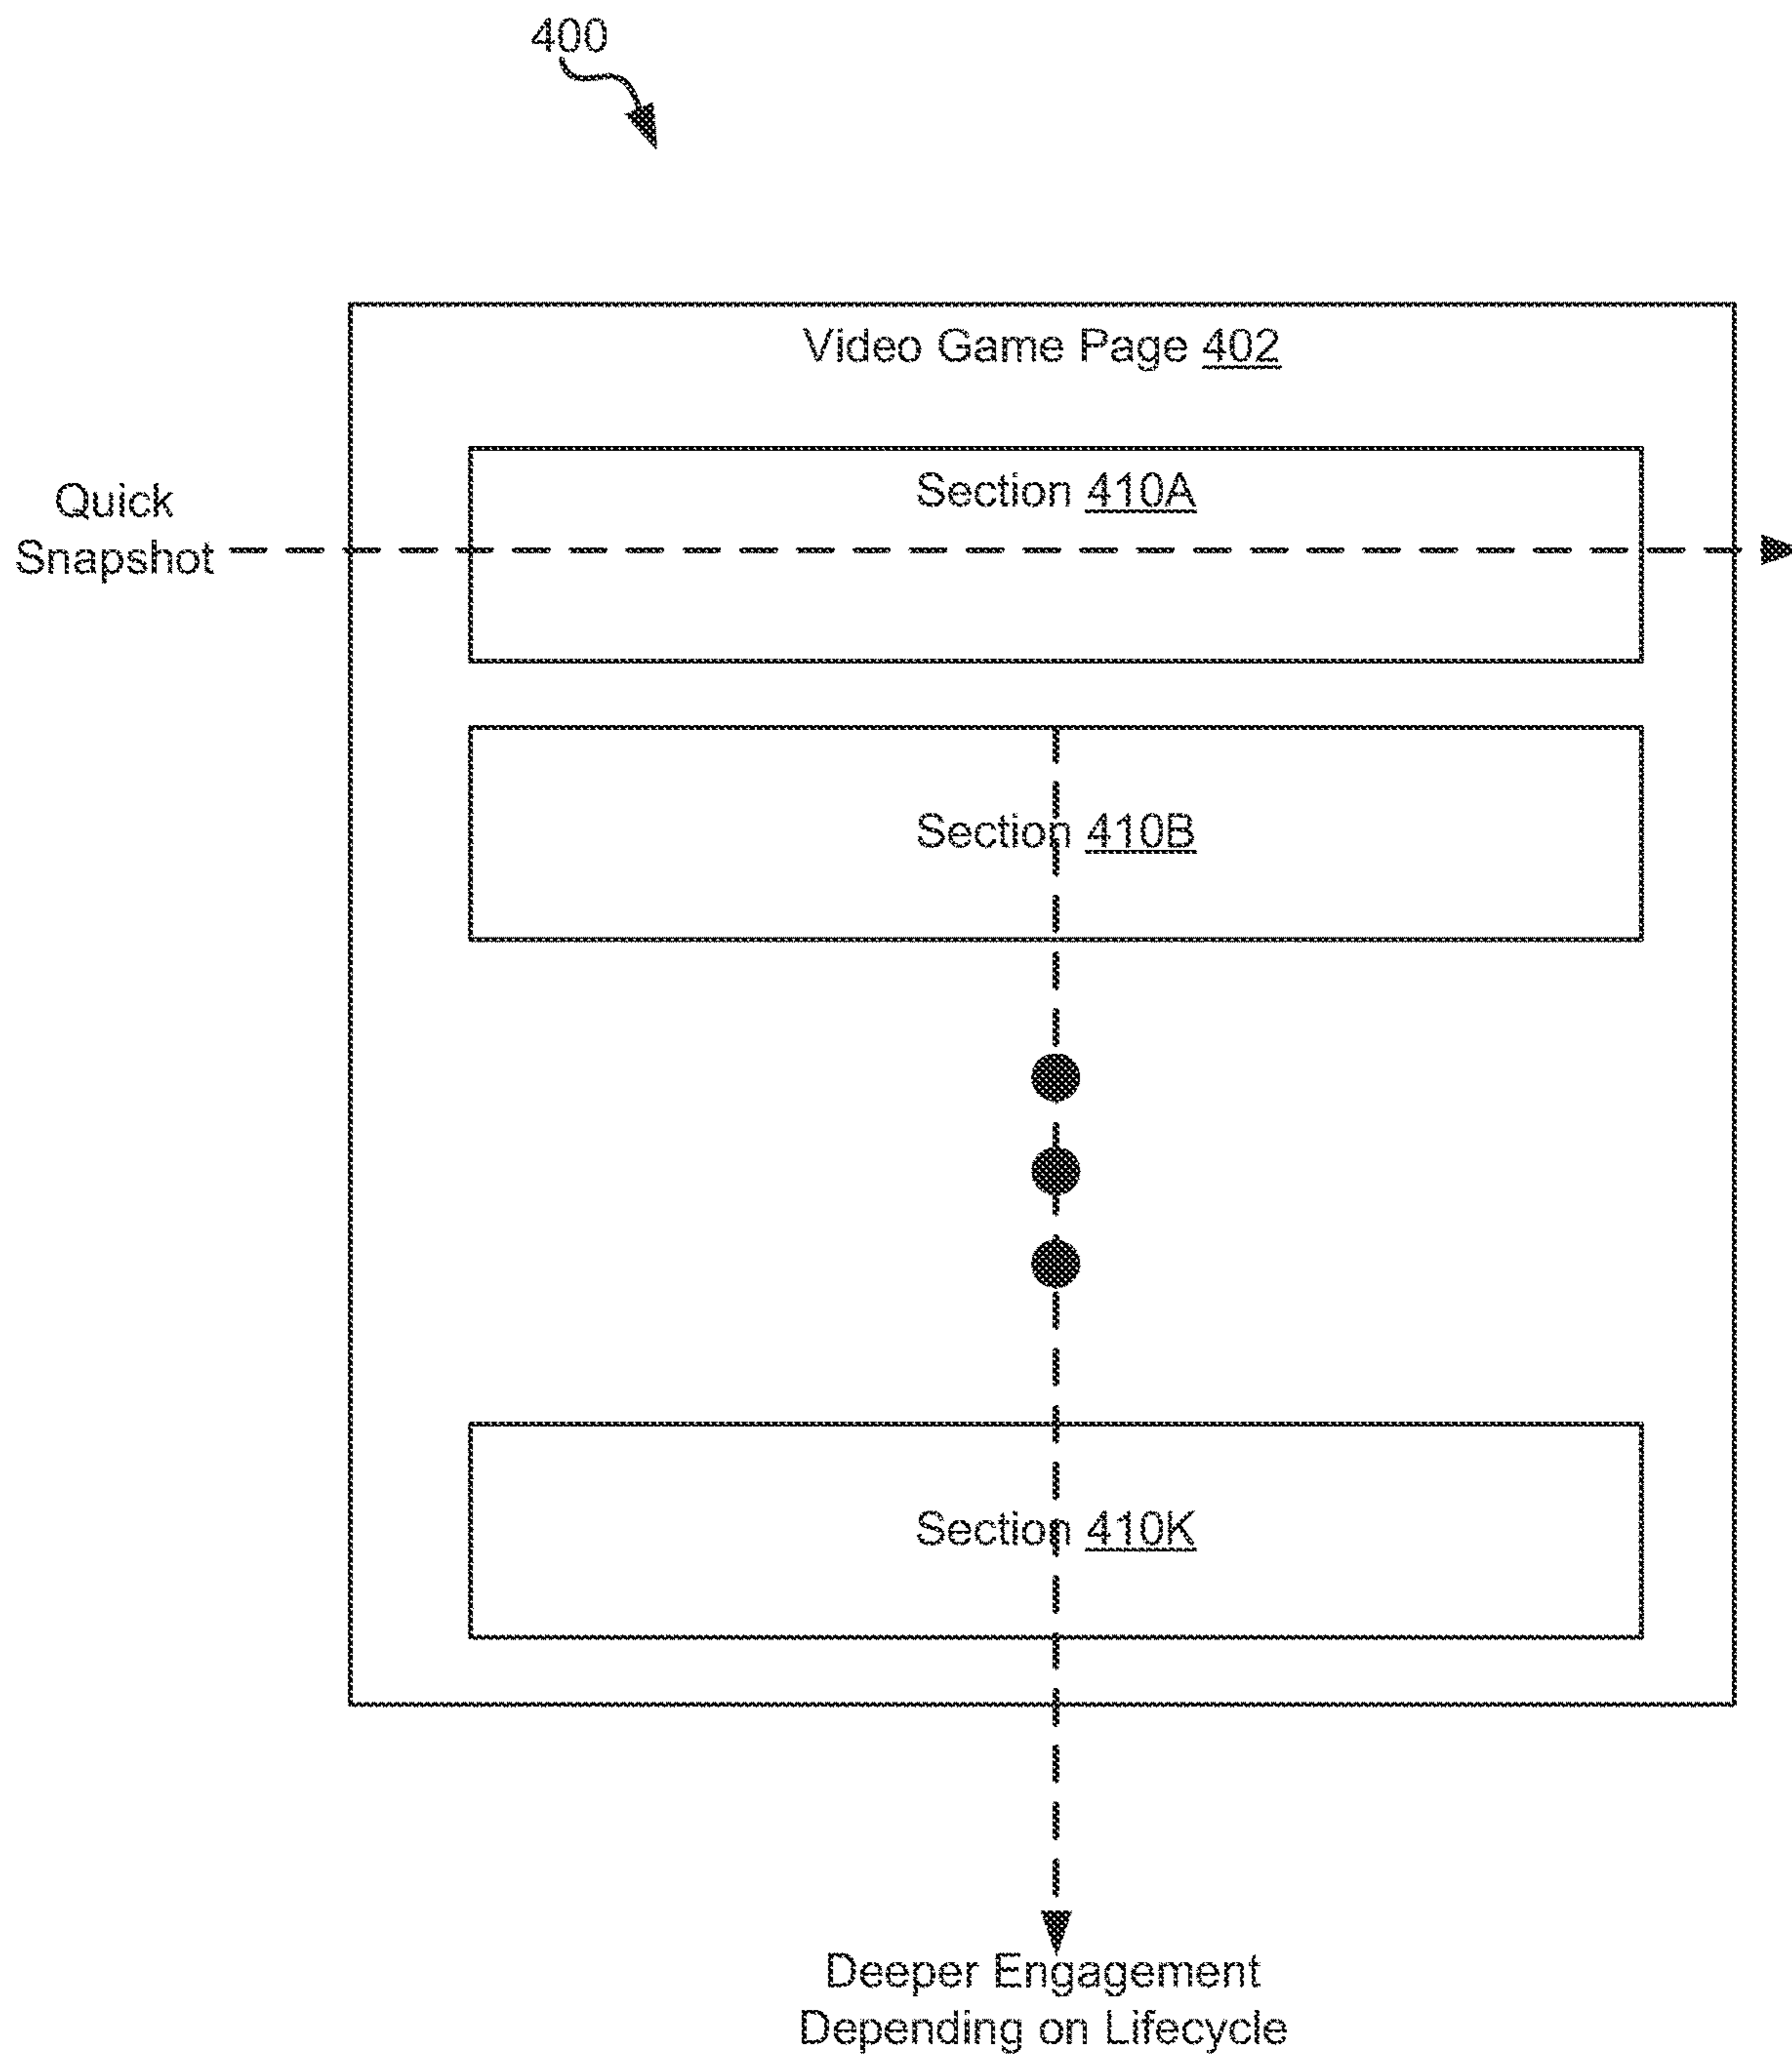 400
Video Game Page 402
Section 410A
Quick
Snapshot
Section 410B
Section 410K
Deeper Engagement
Depending on Lifecycle